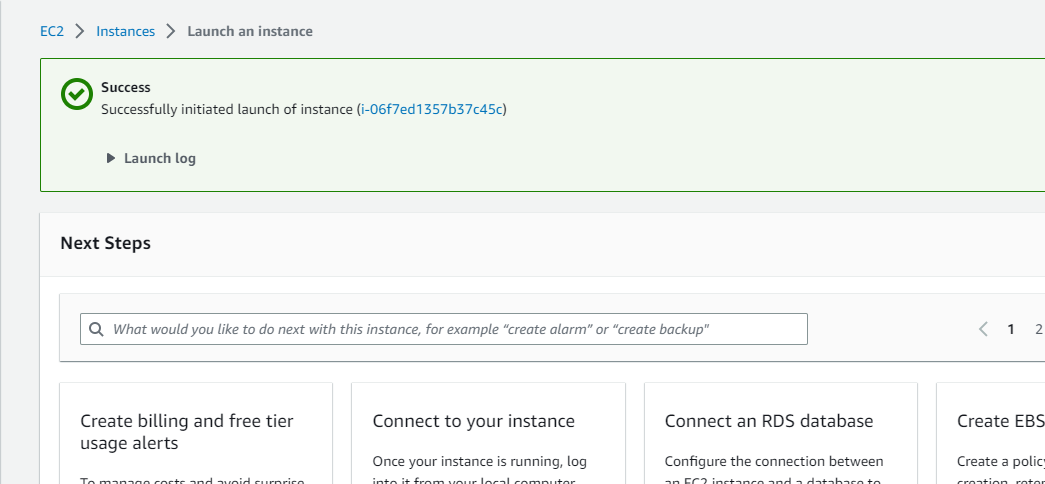 EC2 Instances Launch an instance
Success
Successfully initiated launch of instance (i-06f7ed1357b37c45c)
Launch log
Next Steps
What would you like to do next with this instance, for example “create alarm” or “create backup"
1 2
Create billing and free tier
usage alerts
To manage costs and avoid surprise
Connect to your instance
Once your instance is running, log
into it from your local computer.
Connect an RDS database
Configure the connection between
an EC2 instance and a database to
Create EBS
Create a policy